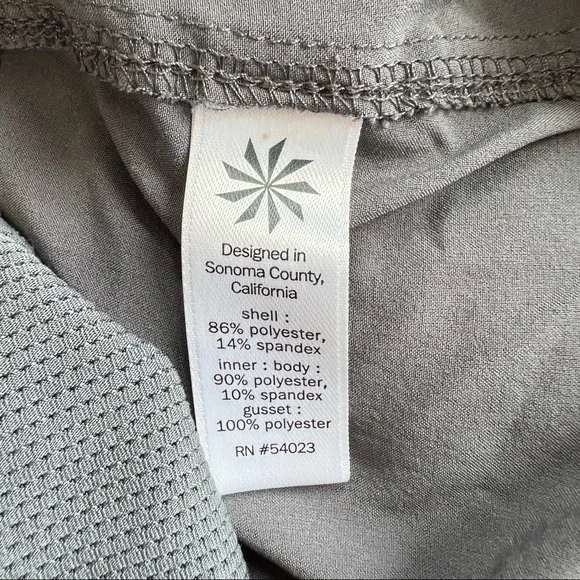 Designed in
Sonoma County,
California
shell :
86% polyester,
14% spandex
inner : body :
90% polyester,
10% spandex
gusset :
100% polyester
RN #54023